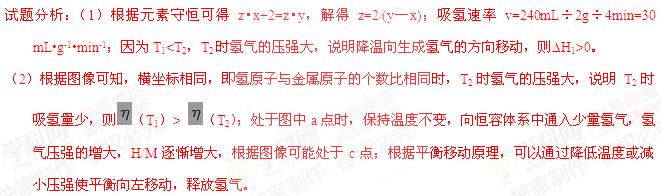 试题分析：（1）根据元素守恒可得 z•x+2=z•y，解得 z=2/(y—x)；吸氢速率 v=240mL÷2g÷4min=30
mL•g⁻¹•min⁻¹；因为 T₁<T₂，T₂时氢气的压强大，说明降温向生成氢气的方向移动，则ΔH₁>0。
（2）根据图像可知，横坐标相同，即氢原子与金属原子的个数比相同时，T₂ 时氢气的压强大，说明 T₂ 时
吸氢量少，则 η（T₁）> η（T₂）；处于图中 a 点时，保持温度不变，向恒容体系中通入少量氢气，氢
气压强的增大，H/M 逐惭增大，根据图像可能处于 c 点；根据平衡移动原理，可以通过降低温度或减
小压强使平衡向左移动，释放氢气。